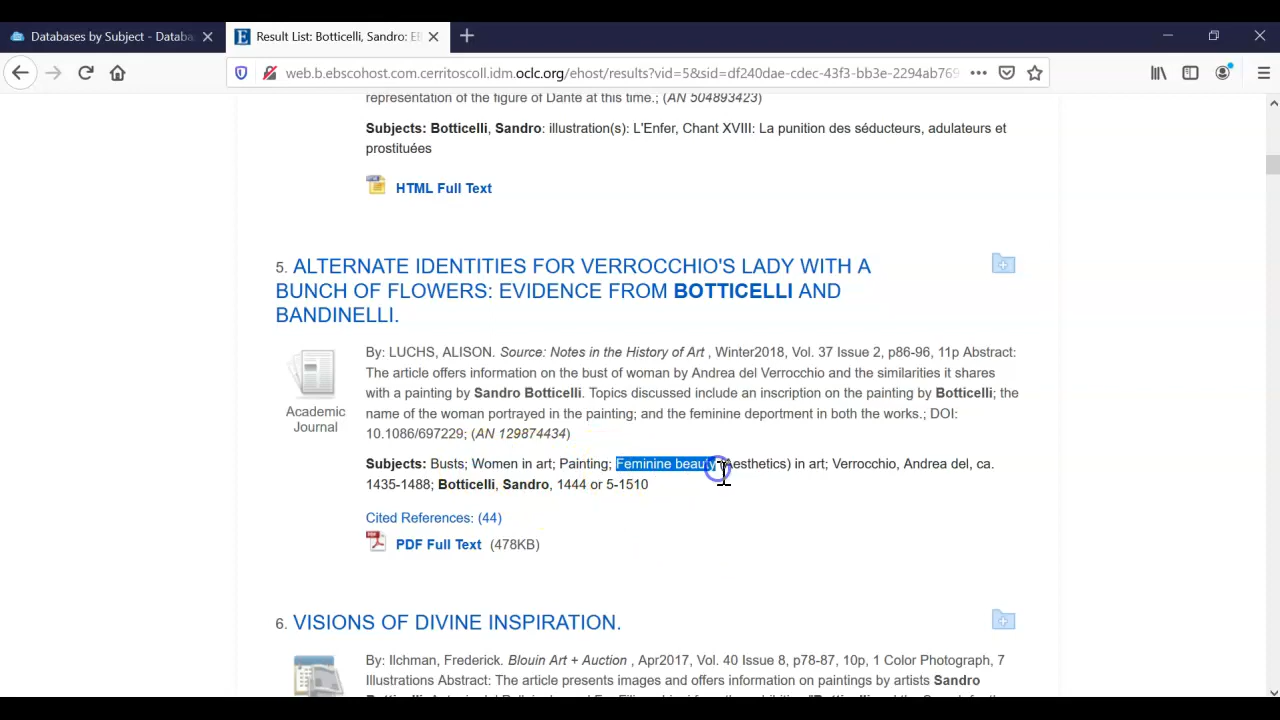 Databases by Subject - Databa
Result List: Botticelli, Sandro: E
web.b.ebscohost.com.cerritoscoll.idm.oclc.org/ehost/results?vid=5&sid=df240dae-cdec-43f3-bb3e-2294ab769
representation of the figure of Dante at this time.; (AN 504893423)
Subjects: Botticelli, Sandro: illustration(s): L'Enfer, Chant XVIII: La punition des séducteurs, adulateurs et
prostituées
HTML Full Text
5. ALTERNATE IDENTITIES FOR VERROCCHIO'S LADY WITH A
BUNCH OF FLOWERS: EVIDENCE FROM BOTTICELLI AND
BANDINELLI.
Academic
Journal
By: LUCHS, ALISON. Source: Notes in the History of Art , Winter2018, Vol. 37 Issue 2, p86-96, 11p Abstract:
The article offers information on the bust of woman by Andrea del Verrocchio and the similarities it shares
with a painting by Sandro Botticelli. Topics discussed include an inscription on the painting by Botticelli; the
name of the woman portrayed in the painting; and the feminine deportment in both the works.; DOI:
10.1086/697229; (AN 129874434)
Subjects: Busts; Women in art; Painting; Feminine beauty (Aesthetics) in art; Verrocchio, Andrea del, ca.
1435-1488; Botticelli, Sandro, 1444 or 5-1510
Cited References: (44)
PDF Full Text (478KB)
6. VISIONS OF DIVINE INSPIRATION.
By: Ilchman, Frederick. Blouin Art + Auction , Apr2017, Vol. 40 Issue 8, p78-87, 10p, 1 Color Photograph, 7
Illustrations Abstract: The article presents images and offers information on paintings by artists Sandro